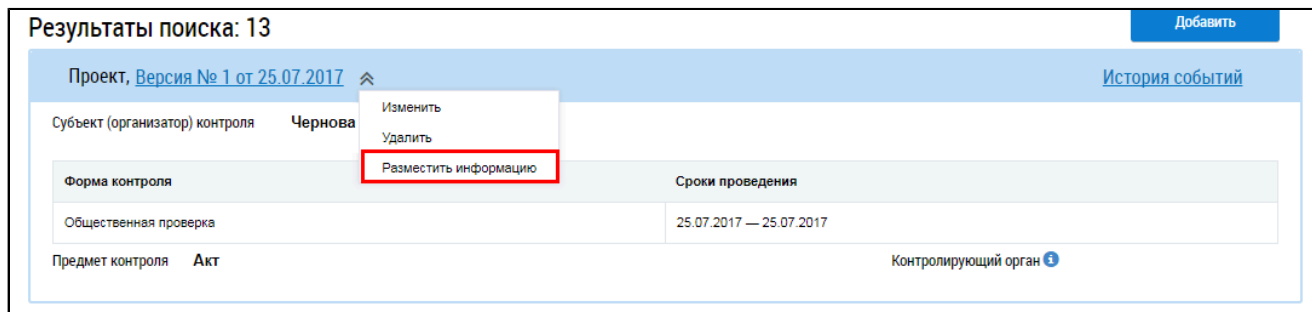 Результаты поиска: 13
Добавить
Проект, Версия № 1 от 25.07.2017
История событий
Изменить
Субъект (организатор) контроля Чернова
Удалить
Разместить информацию
Форма контроля Сроки проведения
Общественная проверка 25.07.2017 — 25.07.2017
Предмет контроля Акт Контролирующий орган